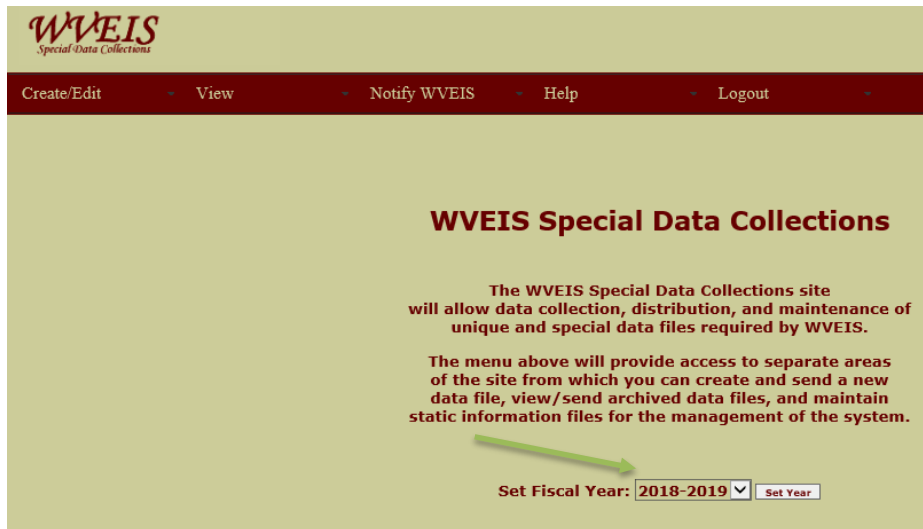 WVEIS
Special Data Collections
Create/Edit View Notify WVEIS Help Logout
WVEIS Special Data Collections
The WVEIS Special Data Collections site
will allow data collection, distribution, and maintenance of
unique and special data files required by WVEIS.
The menu above will provide access to separate areas
of the site from which you can create and send a new
data file, view/send archived data files, and maintain
static information files for the management of the system.
Set Fiscal Year: 2018-2019 Set Year